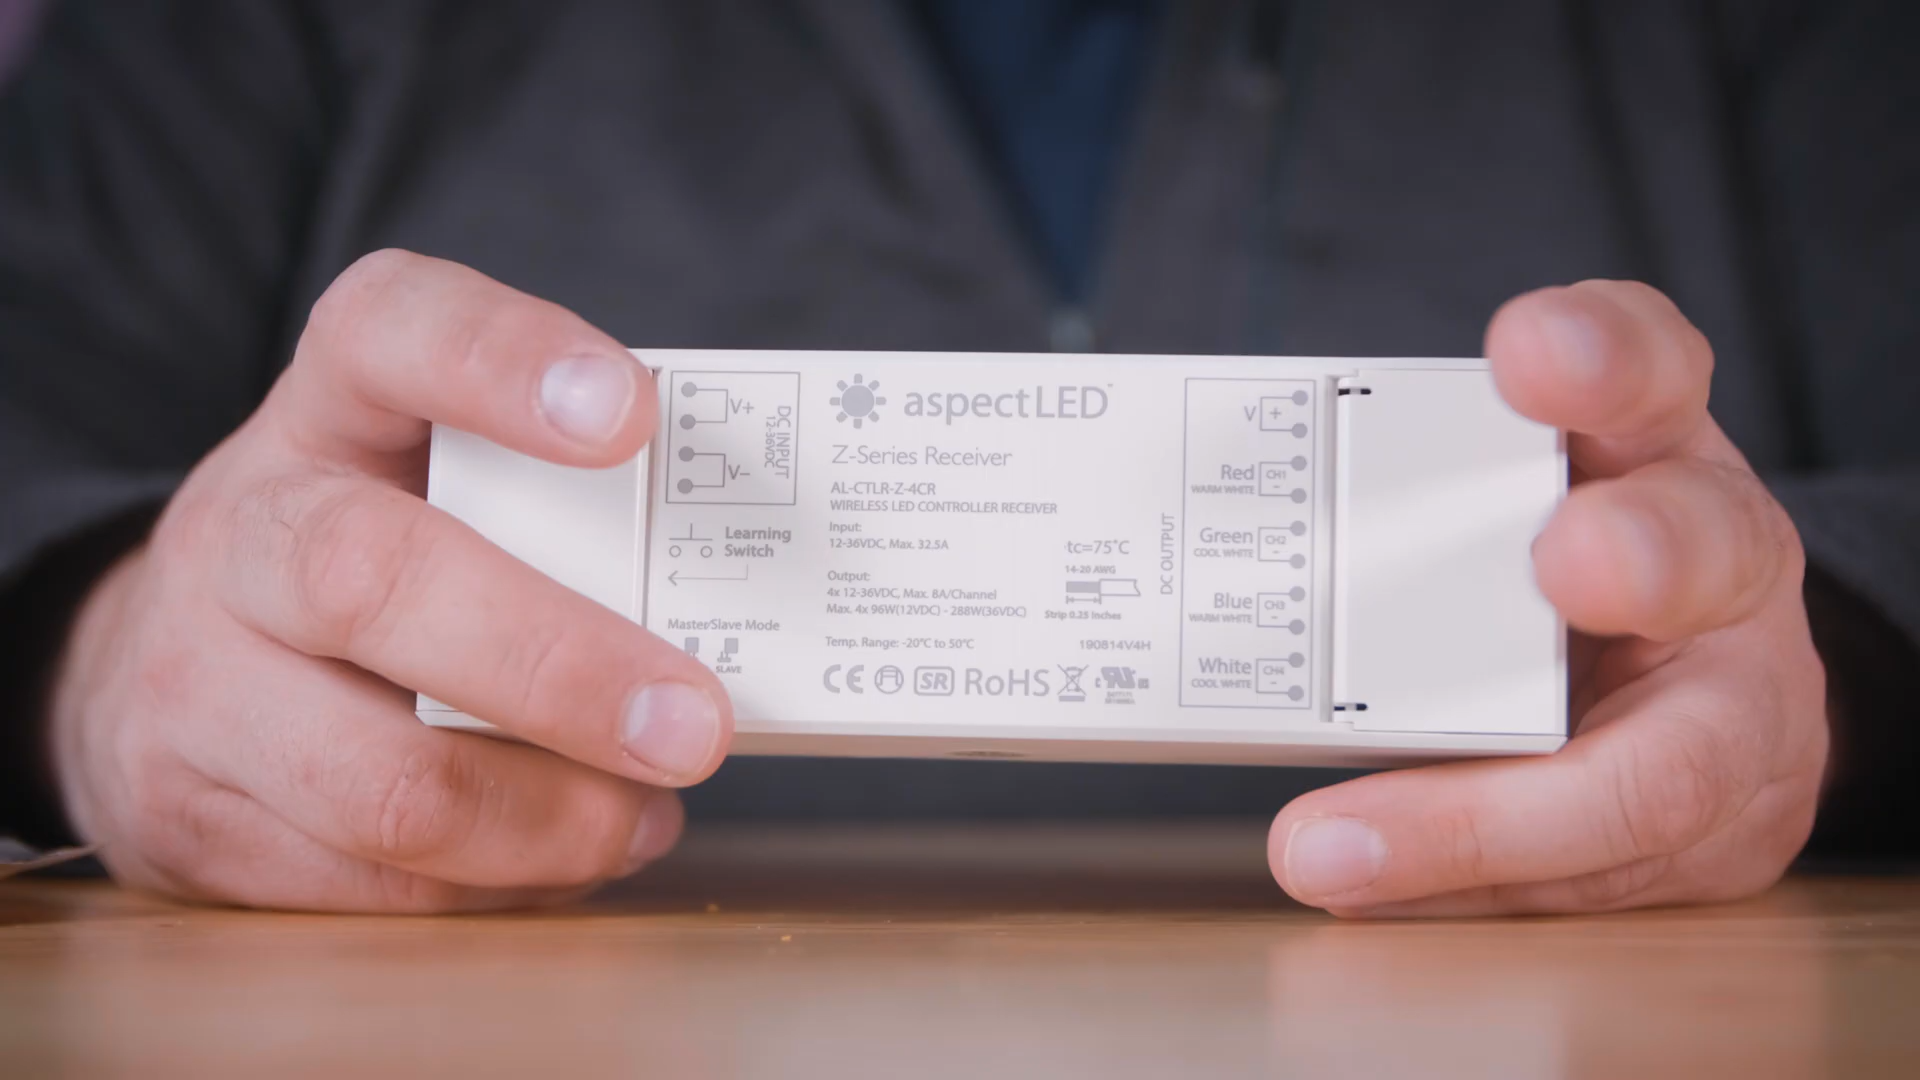 V+
V–
DC INPUT
12-36VDC
Learning
Switch
Master/Slave Mode
SLAVE
aspectLED™
Z-Series Receiver
AL-CTLR-Z-4CR
WIRELESS LED CONTROLLER RECEIVER
Input:
12-36VDC, Max. 32.5A
Output:
4x 12-36VDC, Max. 8A/Channel
Max. 4x 96W(12VDC) - 288W(36VDC)
Temp. Range: -20°C to 50°C
·tc=75°C
14-20 AWG
Strip 0.25 Inches
190814V4H
CE SR RoHS
DC OUTPUT
V +
Red CH1 –
WARM WHITE
Green CH2 –
COOL WHITE
Blue CH3 –
WARM WHITE
White CH4 –
COOL WHITE